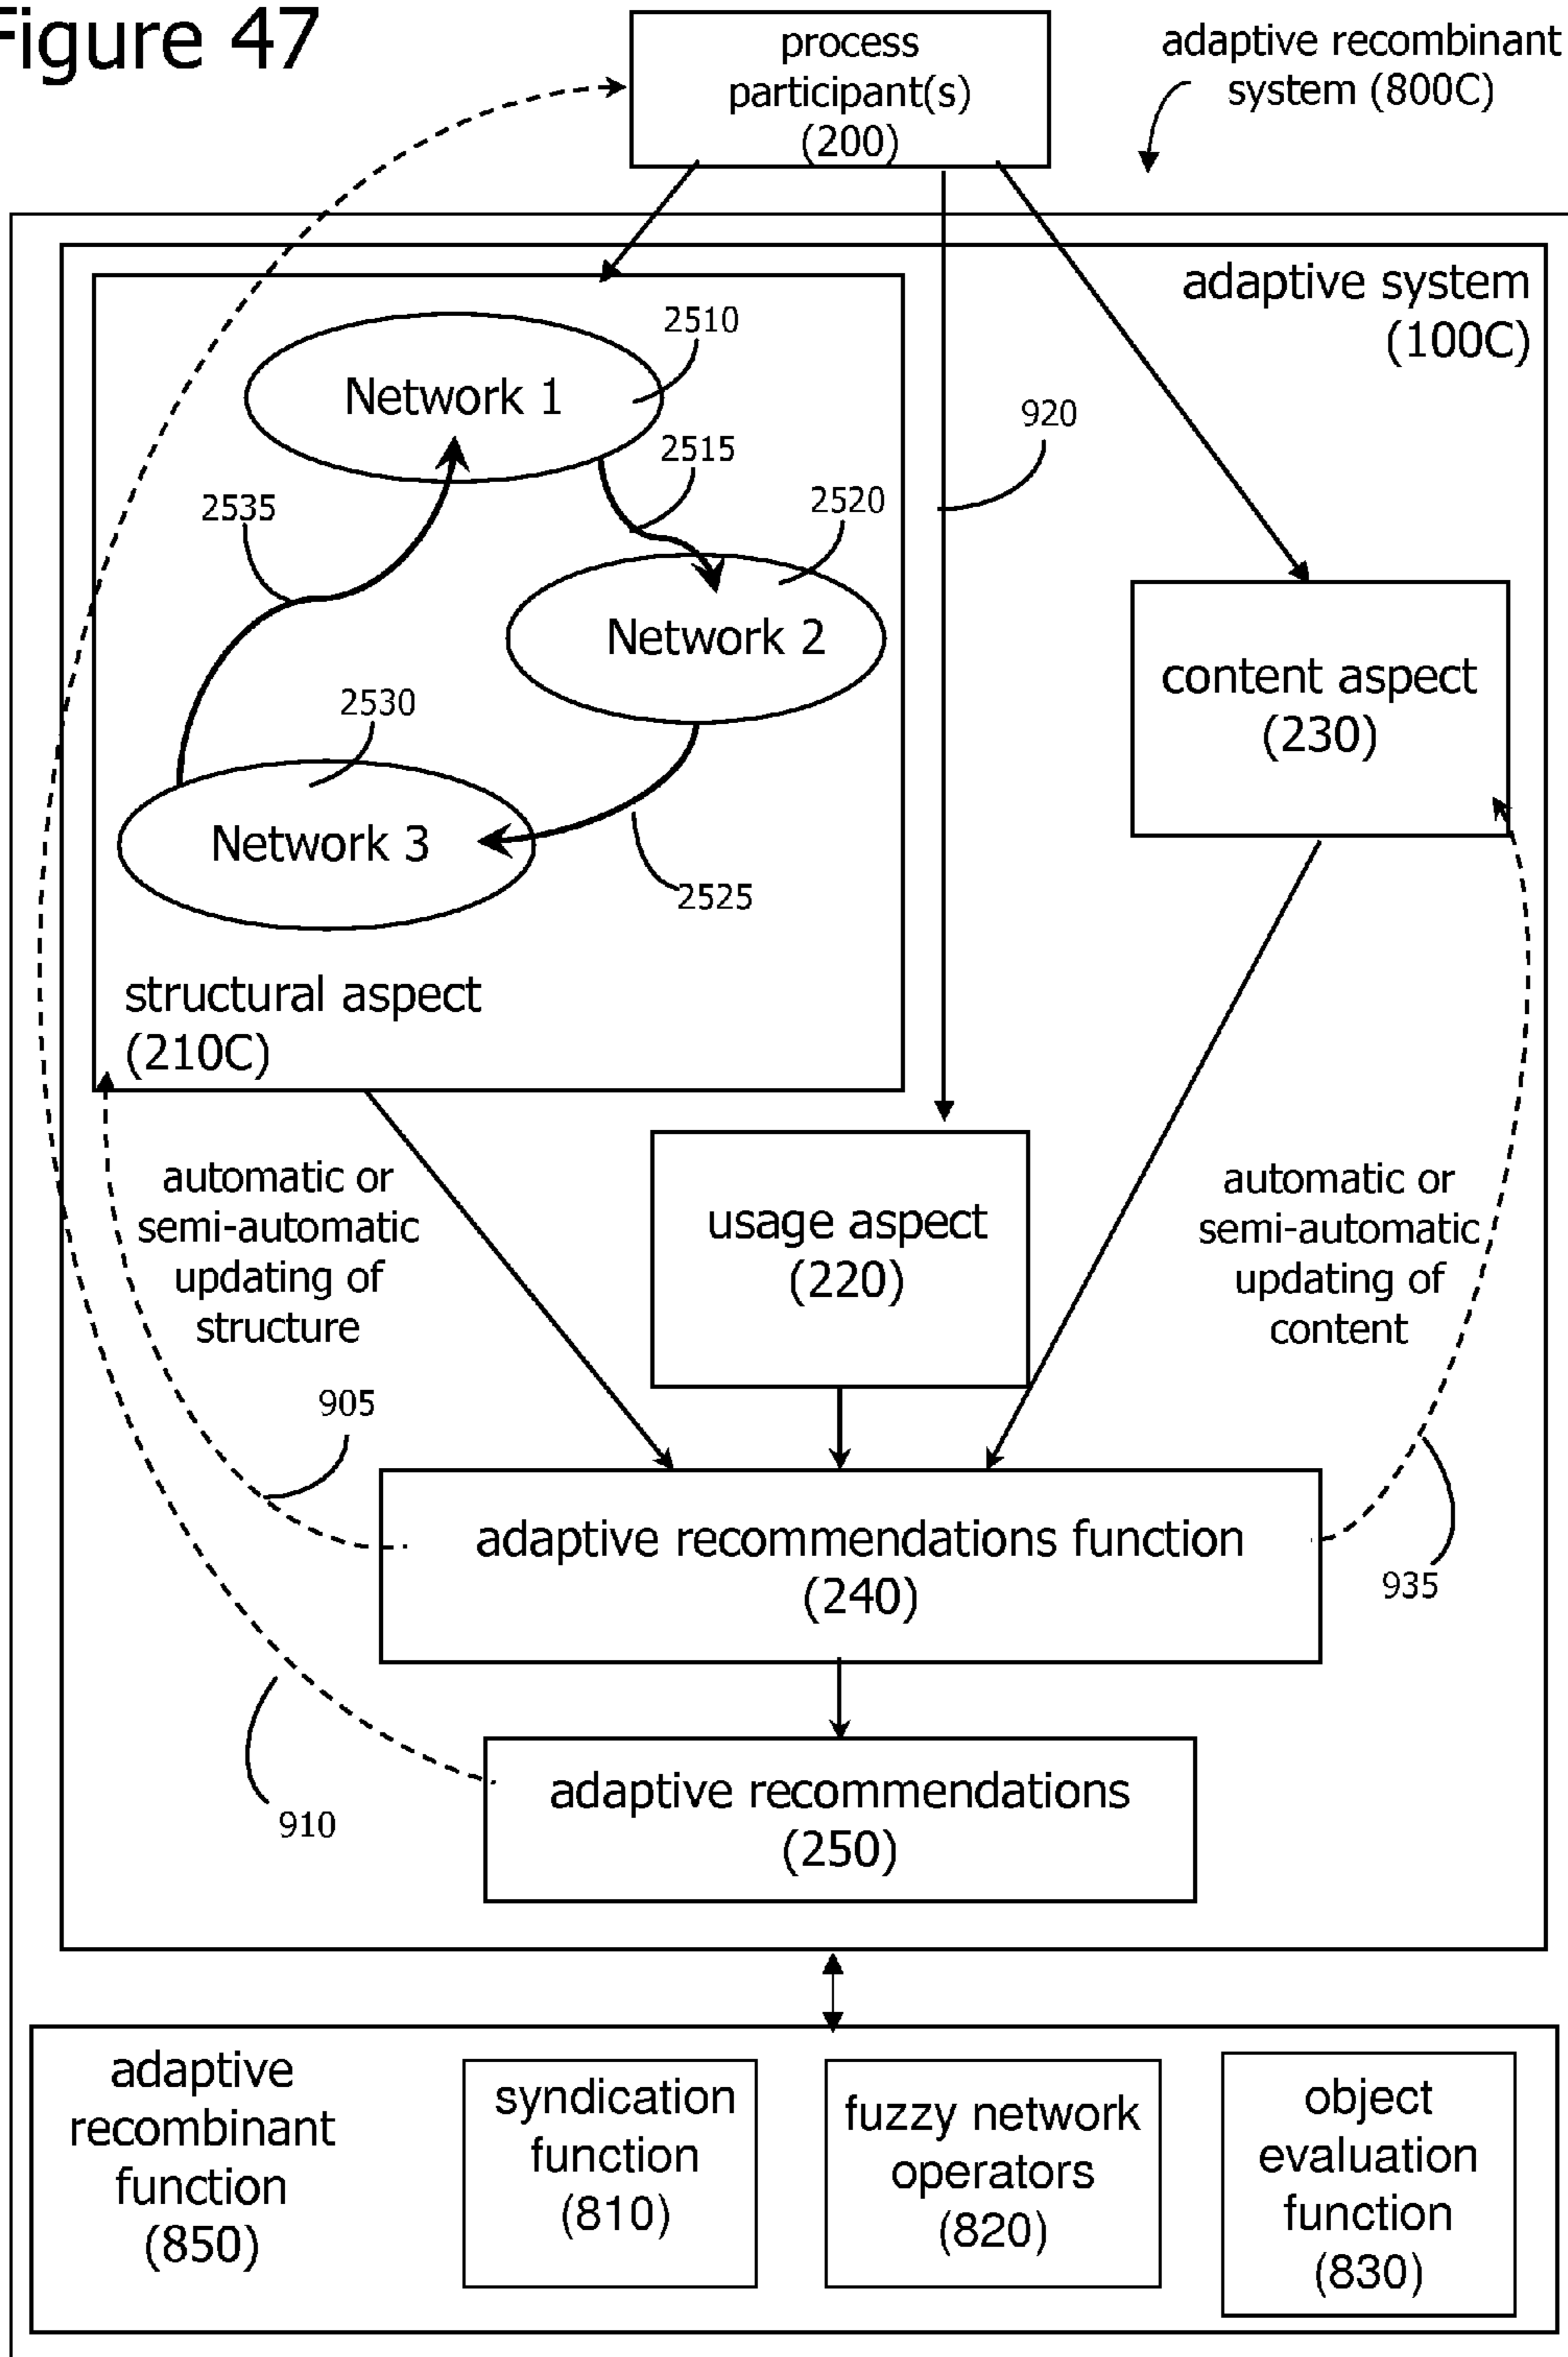 Figure 47
process
participant(s)
(200)
adaptive recombinant
system (800C)
adaptive system
(100C)
2510
Network 1
2515
920
2535
2520
Network 2
content aspect
(230)
2530
Network 3
2525
structural aspect
(210C)
automatic or
semi-automatic
updating of
structure
usage aspect
(220)
automatic or
semi-automatic
updating of
content
905
adaptive recommendations function
(240)
935
adaptive recommendations
(250)
910
adaptive
recombinant
function
(850)
syndication
function
(810)
fuzzy network
operators
(820)
object
evaluation
function
(830)